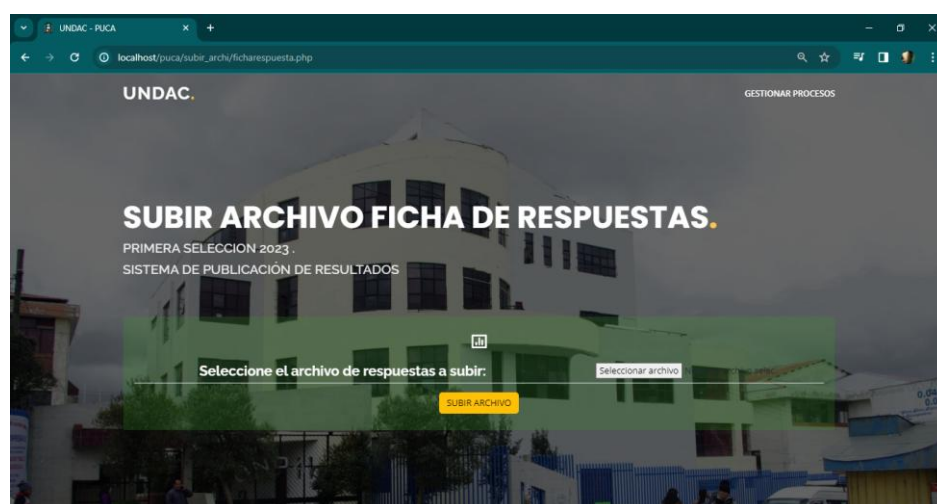 UNDAC - PUCA
localhost/puca/subir_archi/ficharespuesta.php
UNDAC.
GESTIONAR PROCESOS
SUBIR ARCHIVO FICHA DE RESPUESTAS.
PRIMERA SELECCION 2023 .
SISTEMA DE PUBLICACIÓN DE RESULTADOS
Seleccione el archivo de respuestas a subir:
Seleccionar archivo
SUBIR ARCHIVO